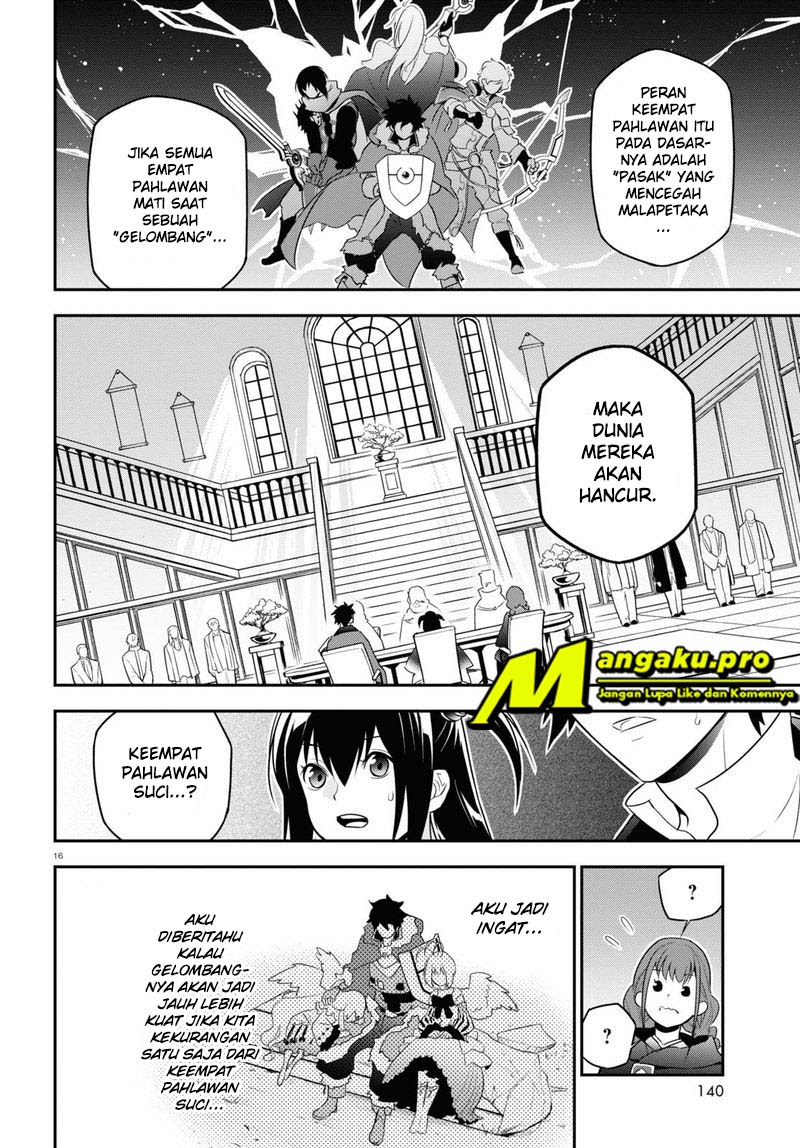 PERAN
KEEMPAT
PAHLAWAN ITU
PADA DASAR-
NYA ADALAH
"PASAK" YANG
MENCEGAH
MALAPETAKA
...
JIKA SEMUA
EMPAT
PAHLAWAN
MATI SAAT
SEBUAH
"GELOMBANG"...
MAKA
DUNIA
MEREKA
AKAN
HANCUR.
Mangaku.pro
Jangan Lupa Like dan Komennya
KEEMPAT
PAHLAWAN
SUCI...?
16
?
?
AKU JADI
INGAT...
AKU
DIBERITAHU
KALAU
GELOMBANG-
NYA AKAN JADI
JAUH LEBIH
KUAT JIKA KITA
KEKURANGAN
SATU SAJA DARI
KEEMPAT
PAHLAWAN
SUCI...
140